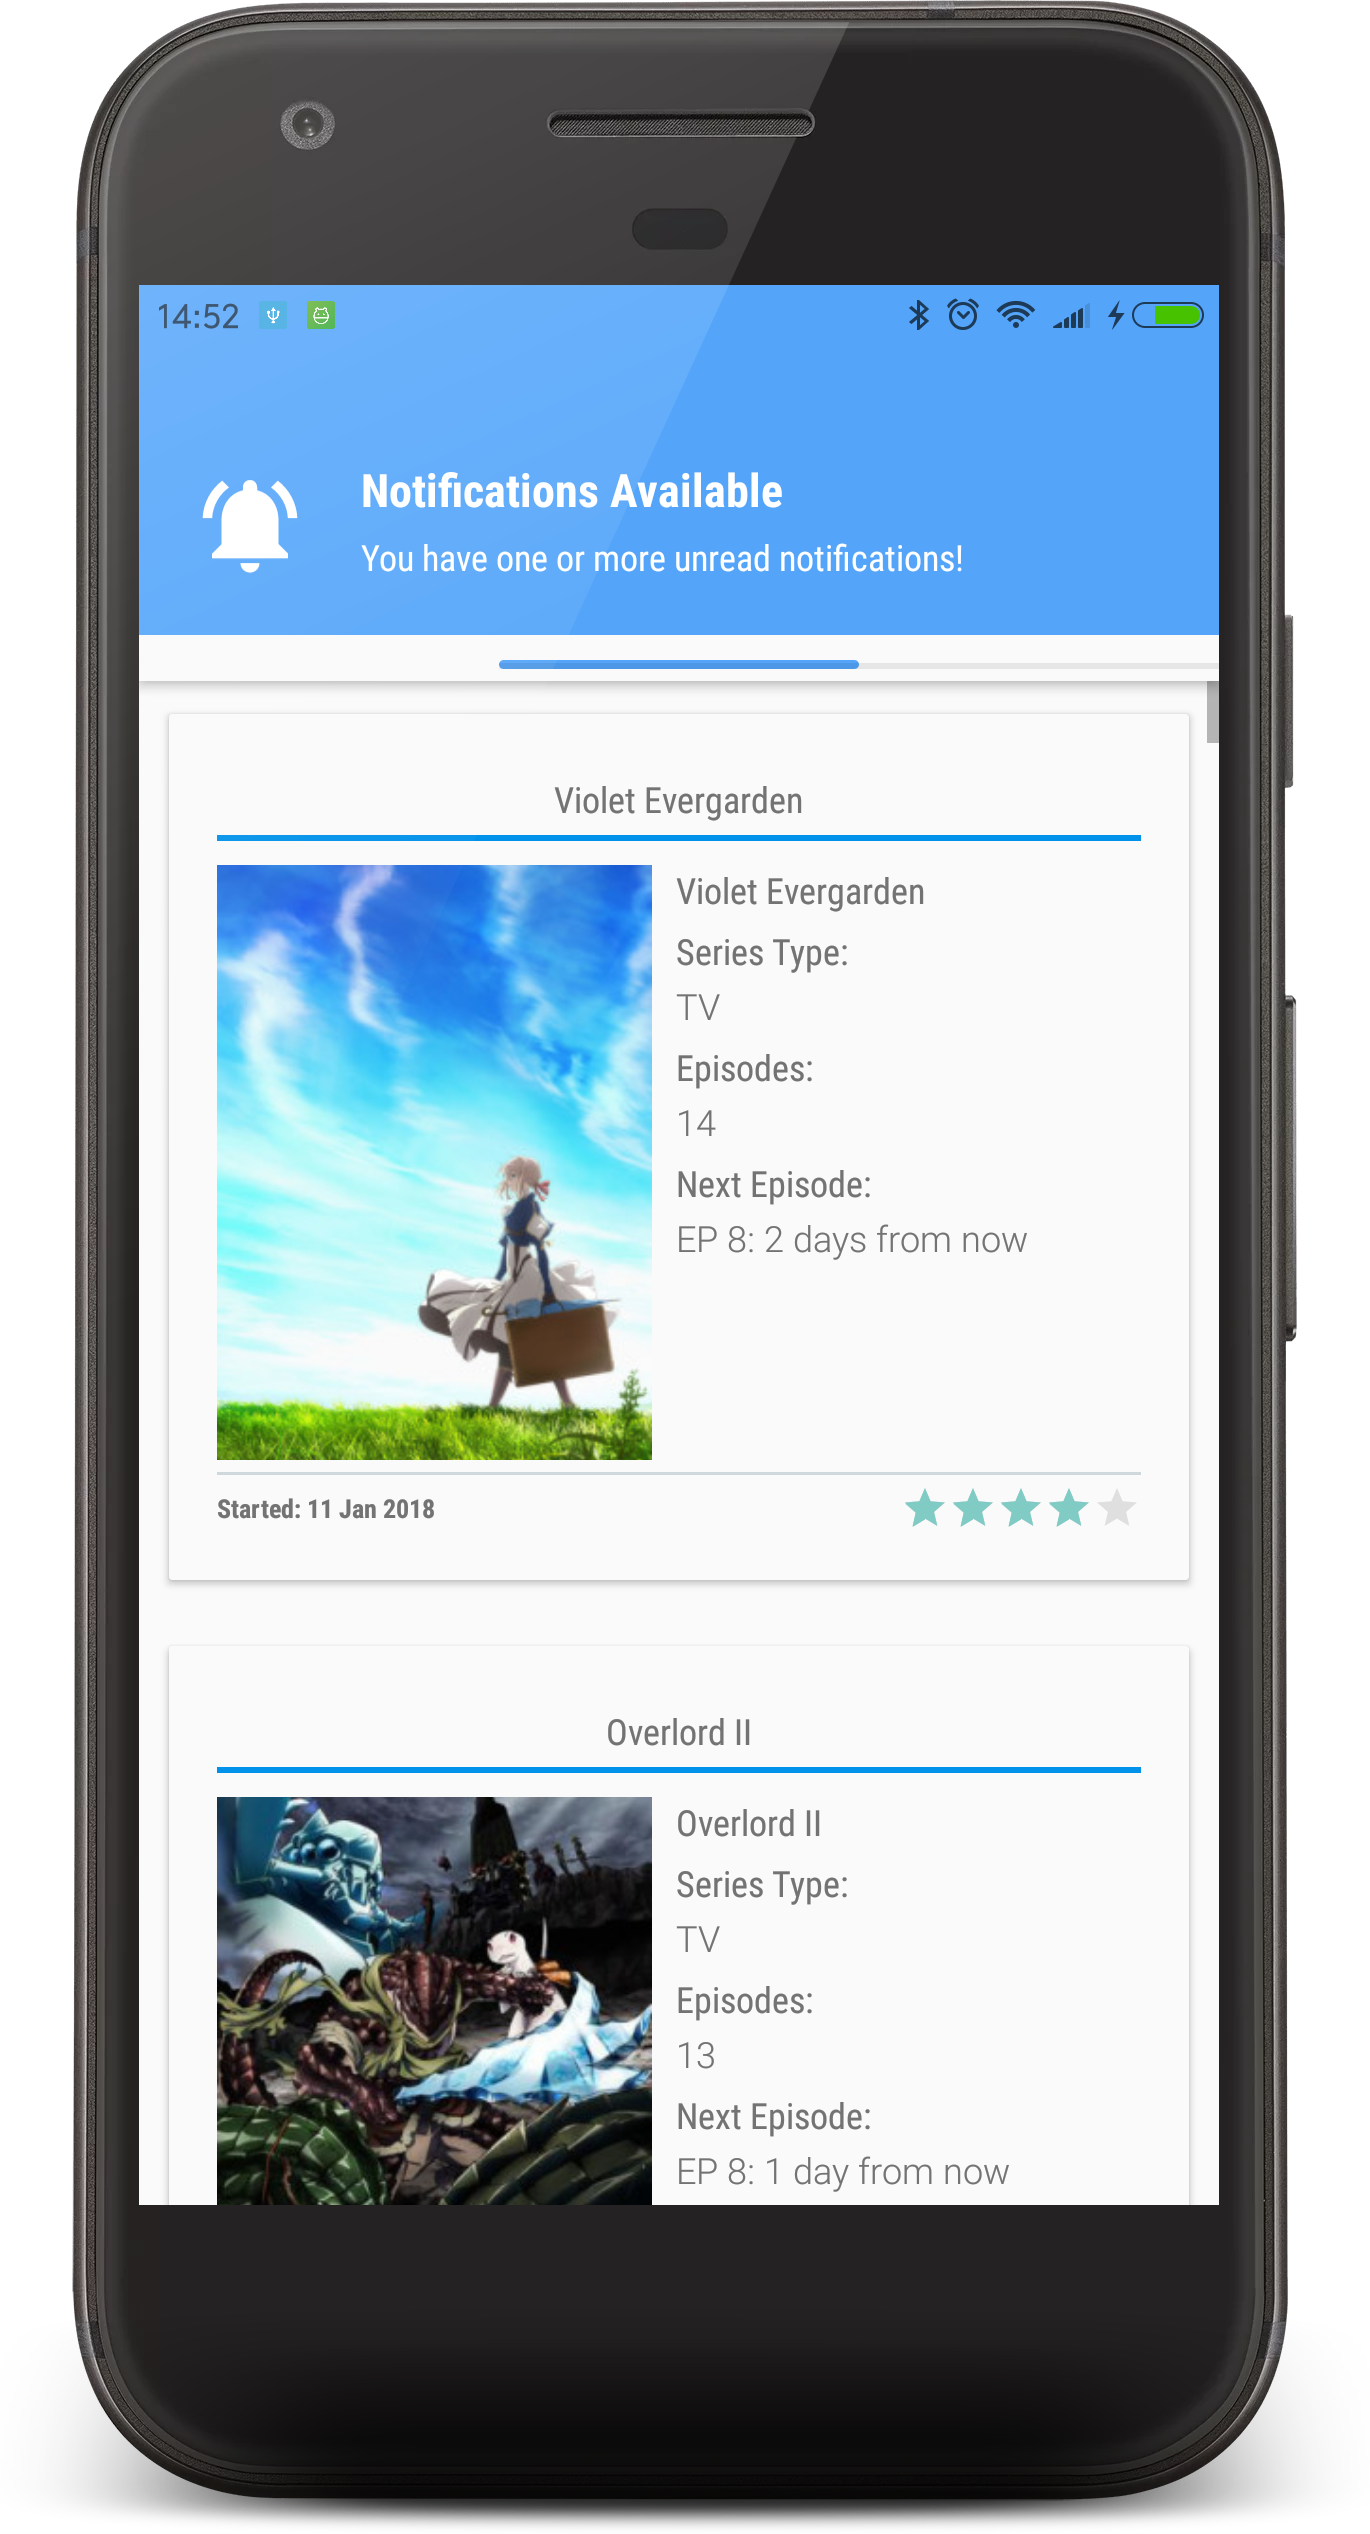 14:52
Notifications Available
You have one or more unread notifications!
Violet Evergarden
Violet Evergarden
Series Type:
TV
Episodes:
14
Next Episode:
EP 8: 2 days from now
Started: 11 Jan 2018
Overlord II
Overlord II
Series Type:
TV
Episodes:
13
Next Episode:
EP 8: 1 day from now